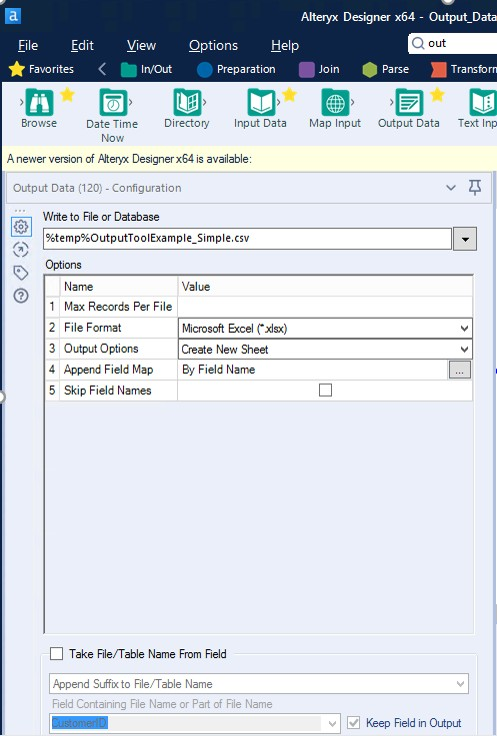 a
Alteryx Designer x64 - Output_Data
File Edit View Options Help
out
Favorites In/Out Preparation Join Parse Transform
Browse Date Time Now Directory Input Data Map Input Output Data Text Inp
A newer version of Alteryx Designer x64 is available:
Output Data (120) - Configuration
Write to File or Database
%temp%OutputToolExample_Simple.csv
Options
Name Value
1 Max Records Per File
2 File Format Microsoft Excel (*.xlsx)
3 Output Options Create New Sheet
4 Append Field Map By Field Name ...
5 Skip Field Names
Take File/Table Name From Field
Append Suffix to File/Table Name
Field Containing File Name or Part of File Name
CustomerID
Keep Field in Output